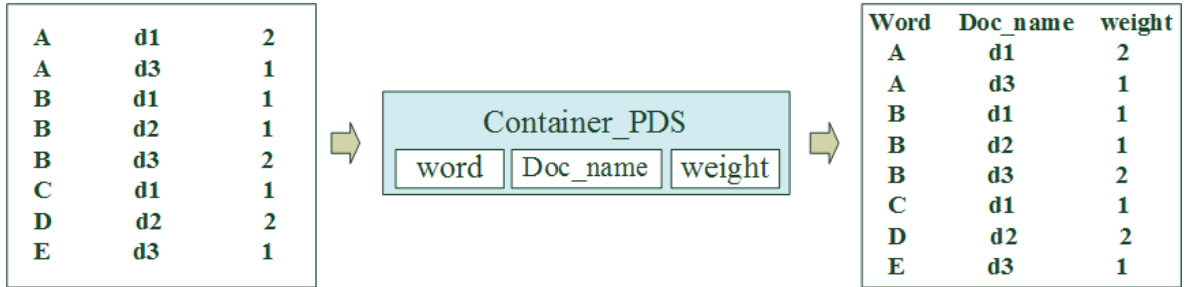 A d1 2
A d3 1
B d1 1
B d2 1
B d3 2
C d1 1
D d2 2
E d3 1
Container_PDS
word Doc_name weight
Word Doc_name weight
A d1 2
A d3 1
B d1 1
B d2 1
B d3 2
C d1 1
D d2 2
E d3 1